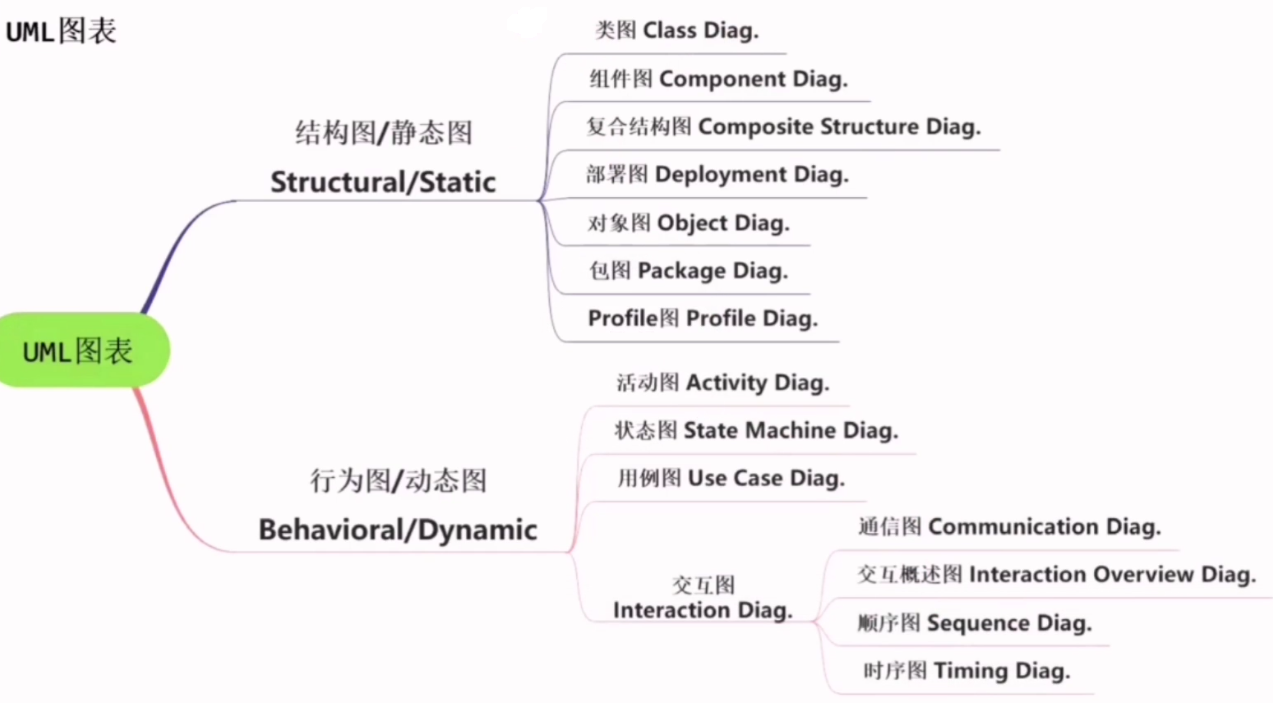 UML图表
类图 Class Diag.
组件图 Component Diag.
复合结构图 Composite Structure Diag.
结构图/静态图
Structural/Static
部署图 Deployment Diag.
对象图 Object Diag.
包图 Package Diag.
Profile图 Profile Diag.
UML图表
活动图 Activity Diag.
状态图 State Machine Diag.
用例图 Use Case Diag.
行为图/动态图
Behavioral/Dynamic
交互图
Interaction Diag.
通信图 Communication Diag.
交互概述图 Interaction Overview Diag.
顺序图 Sequence Diag.
时序图 Timing Diag.